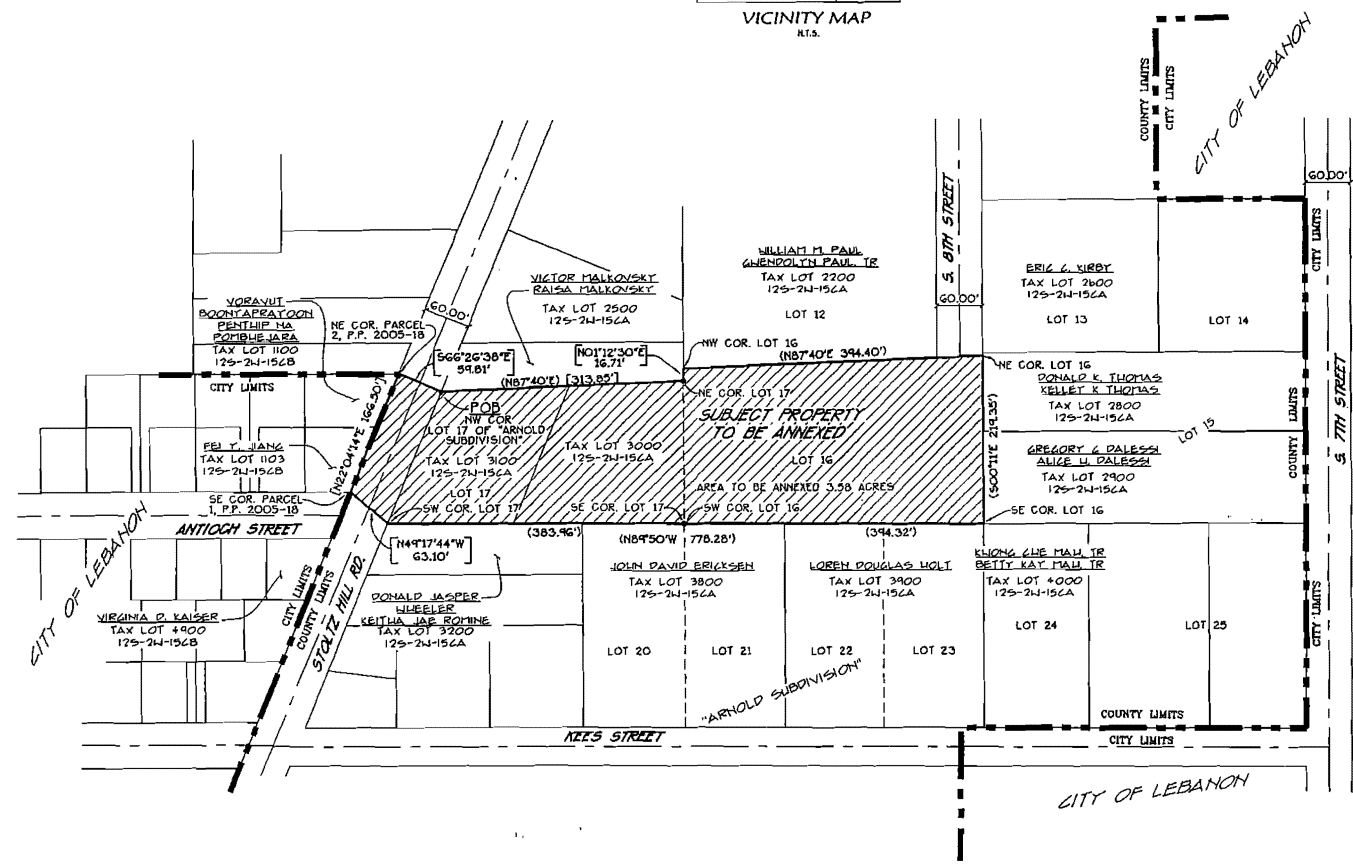 VICINITY MAP
N.T.S.
CITY OF LEBANON
COUNTY LIMITS
CITY LIMITS
60.00'
CITY LIMITS
COUNTY LIMITS
S. 7TH STREET
S. 8TH STREET
60.00'
WILLIAM M. PAUL
GWENDOLYN PAUL, TR
TAX LOT 2200
12S-2W-15CA
LOT 12
ERIC C. KIRBY
TAX LOT 2600
12S-2W-15CA
LOT 13
LOT 14
VICTOR MALKOVSKY
RAISA MALKOVSKY
TAX LOT 2500
12S-2W-15CA
60.00'
VORAVUT
BOONYAPRATOON
PENTHIP NA
POMBHEJARA
TAX LOT 1100
12S-2W-15CB
NE COR. PARCEL
2, P.P. 2005-18
[S66°26'38"E
59.81']
[N01°12'30"E
16.71']
NW COR. LOT 16
(N87°40'E 394.40')
(N87°40'E) [313.85']
NE COR. LOT 16
NE COR. LOT 17
CITY LIMITS
[N22°04'14"E 166.50']
POB
NW COR
LOT 17 OF "ARNOLD
SUBDIVISION"
TAX LOT 3100
12S-2W-15CA
LOT 17
TAX LOT 3000
12S-2W-15CA
SUBJECT PROPERTY
TO BE ANNEXED
LOT 16
AREA TO BE ANNEXED 3.58 ACRES
(S00°11'E 219.35')
DONALD K. THOMAS
KELLEY K THOMAS
TAX LOT 2800
12S-2W-15CA
LOT 15
GREGORY C DALESSI
ALICE W. DALESSI
TAX LOT 2900
12S-2W-15CA
FEI Y. JIANG
TAX LOT 1103
12S-2W-15CB
SE COR. PARCEL
1, P.P. 2005-18
ANTIOCH STREET
SW COR. LOT 17
SE COR. LOT 17
SW COR. LOT 16
SE COR. LOT 16
(383.96')
(N89°50'W 778.28')
(394.32')
[N49°17'44"W
63.10']
CITY OF LEBANON
CITY LIMITS
COUNTY LIMITS
STOLTZ HILL RD.
VIRGINIA D. KAISER
TAX LOT 4900
12S-2W-15CB
DONALD JASPER
WHEELER
KEITHA JAE ROMINE
TAX LOT 3200
12S-2W-15CA
JOHN DAVID ERICKSEN
TAX LOT 3800
12S-2W-15CA
LOREN DOUGLAS HOLT
TAX LOT 3900
12S-2W-15CA
KWONG CHE MAH, TR
BETTY KAY MAH, TR
TAX LOT 4000
12S-2W-15CA
LOT 20
LOT 21
LOT 22
LOT 23
LOT 24
LOT 25
CITY LIMITS
"ARNOLD SUBDIVISION"
KEES STREET
COUNTY LIMITS
CITY LIMITS
CITY OF LEBANON